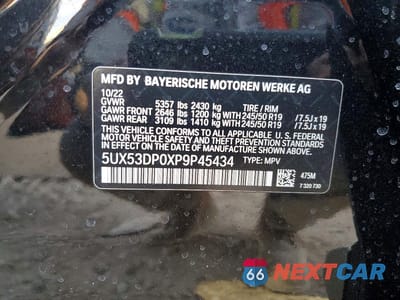 MFD BY BAYERISCHE MOTOREN WERKE AG
10/22
GVWR 5357 lbs 2430 kg TIRE / RIM
GAWR FRONT 2646 lbs 1200 kg WITH 245/50 R19 /7.5J x 19
GAWR REAR 3109 lbs 1410 kg WITH 245/50 R19 /7.5J x 19
THIS VEHICLE CONFORMS TO ALL APPLICABLE FEDERAL
MOTOR VEHICLE SAFETY AND THEFT PREVENTION
STANDARDS IN EFFECT ON THE DATE OF
MANUFACTURE SHOWN ABOVE.
5UX53DP0XP9P45434 TYPE: MPV
475M
7 320 730
66 NEXTCAR